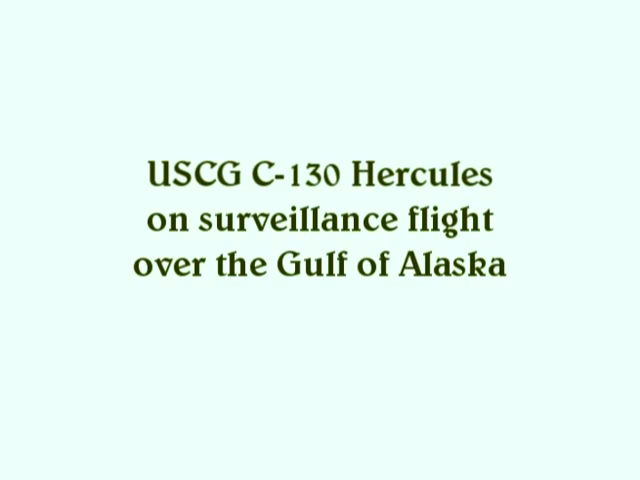 USCG C-130 Hercules
on surveillance flight
over the Gulf of Alaska